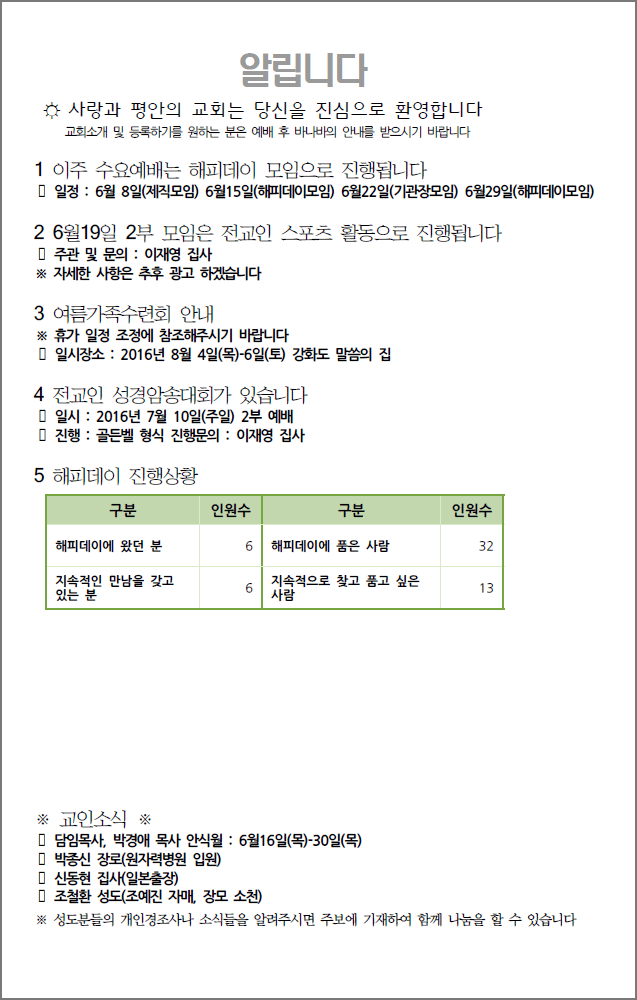 알립니다
☼ 사랑과 평안의 교회는 당신을 진심으로 환영합니다
교회소개 및 등록하기를 원하는 분은 예배 후 바나바의 안내를 받으시기 바랍니다
1 이주 수요예배는 해피데이 모임으로 진행됩니다
▯ 일정 : 6월 8일(제직모임) 6월15일(해피데이모임) 6월22일(기관장모임) 6월29일(해피데이모임)
2 6월19일 2부 모임은 전교인 스포츠 활동으로 진행됩니다
▯ 주관 및 문의 : 이재영 집사
※ 자세한 사항은 추후 광고 하겠습니다
3 여름가족수련회 안내
※ 휴가 일정 조정에 참조해주시기 바랍니다
▯ 일시장소 : 2016년 8월 4일(목)-6일(토) 강화도 말씀의 집
4 전교인 성경암송대회가 있습니다
▯ 일시 : 2016년 7월 10일(주일) 2부 예배
▯ 진행 : 골든벨 형식 진행문의 : 이재영 집사
5 해피데이 진행상황
구분 인원수 구분 인원수
해피데이에 왔던 분 6 해피데이에 품은 사람 32
지속적인 만남을 갖고 있는 분 6 지속적으로 찾고 품고 싶은 사람 13
※ 교인소식 ※
▯ 담임목사, 박경애 목사 안식월 : 6월16일(목)-30일(목)
▯ 박종신 장로(원자력병원 입원)
▯ 신동현 집사(일본출장)
▯ 조철환 성도(조예진 자매, 장모 소천)
※ 성도분들의 개인경조사나 소식들을 알려주시면 주보에 기재하여 함께 나눔을 할 수 있습니다